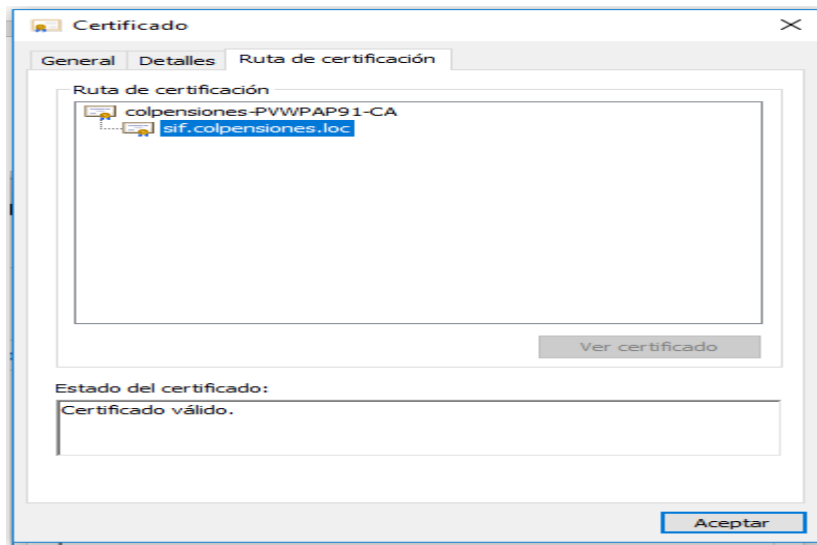 Certificado
General Detalles Ruta de certificación
Ruta de certificación
colpensiones-PVWPAP91-CA
sif.colpensiones.loc
Ver certificado
Estado del certificado:
Certificado válido.
Aceptar